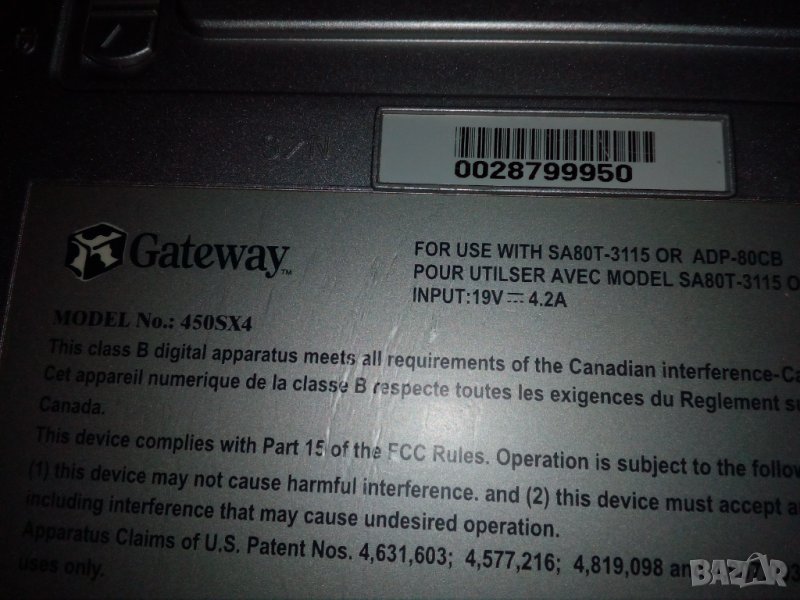 S/N
0028799950
Gateway™
FOR USE WITH SA80T-3115 OR ADP-80CB
POUR UTILSER AVEC MODEL SA80T-3115 O
INPUT:19V⎓4.2A
MODEL No.: 450SX4
This class B digital apparatus meets all requirements of the Canadian interference-Ca
Cet appareil numerique de la classe B respecte toutes les exigences du Reglement su
Canada.
This device complies with Part 15 of the FCC Rules. Operation is subject to the follow
(1) this device may not cause harmful interference. and (2) this device must accept a
including interference that may cause undesired operation.
Apparatus Claims of U.S. Patent Nos. 4,631,603; 4,577,216; 4,819,098 an
uses only.
BAZAR